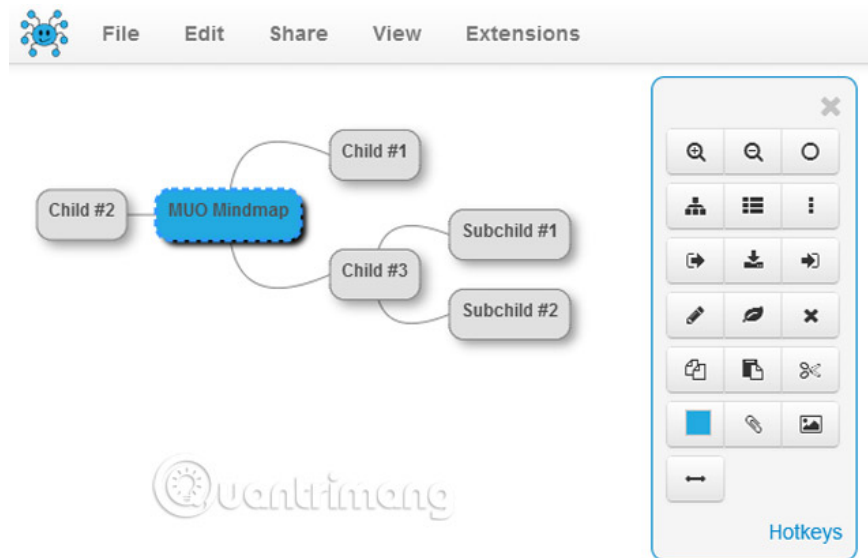 File Edit Share View Extensions
Child #1
Child #2
MUO Mindmap
Subchild #1
Child #3
Subchild #2
Quantrimang
Hotkeys